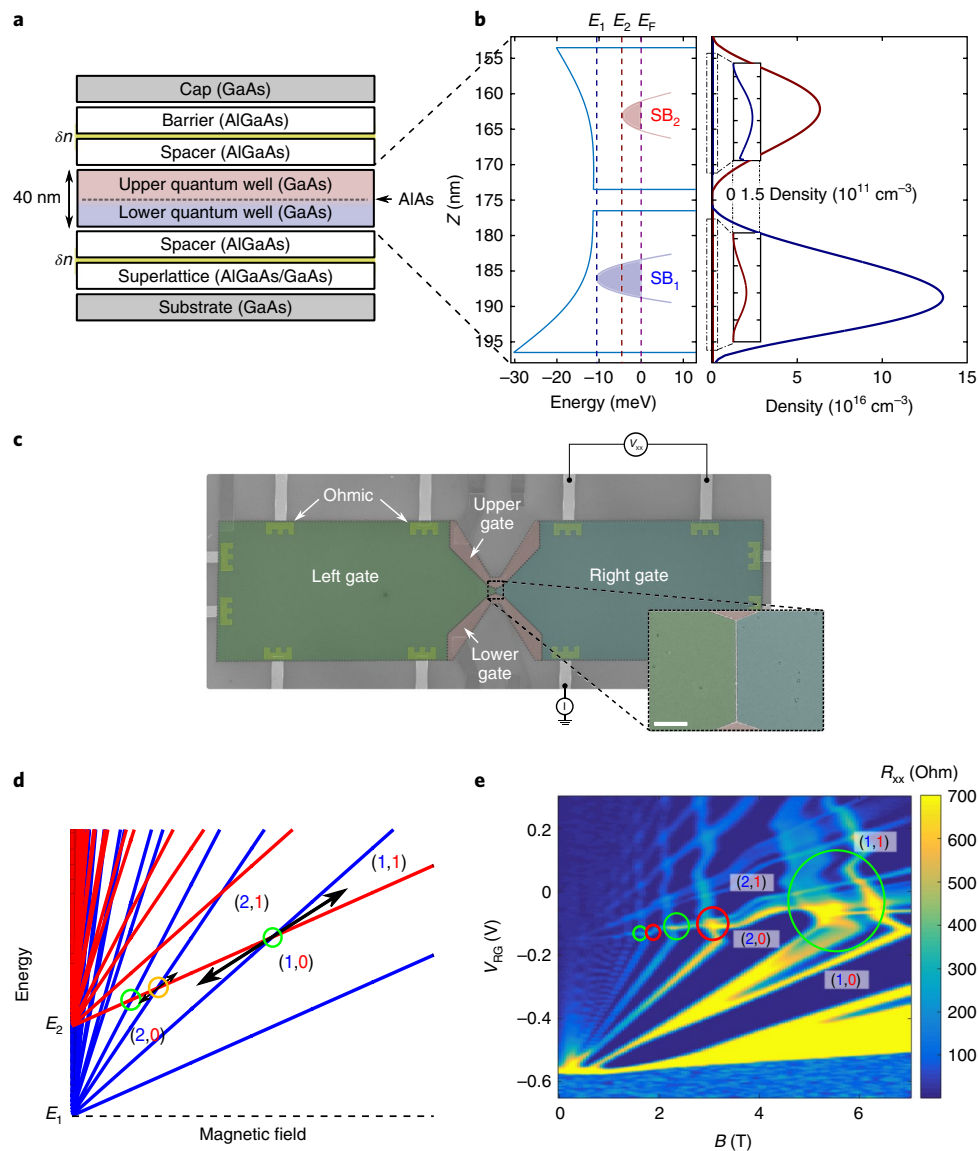 a
Cap (GaAs)
Barrier (AlGaAs)
δn
Spacer (AlGaAs)
Upper quantum well (GaAs)
40 nm
AlAs
Lower quantum well (GaAs)
Spacer (AlGaAs)
δn
Superlattice (AlGaAs/GaAs)
Substrate (GaAs)
b
E1 E2 EF
155
160
165
170
175
180
185
190
195
Z (nm)
SB2
SB1
−30 −20 −10 0 10
Energy (meV)
0 1.5 Density (10^11 cm^−3)
0 5 10 15
Density (10^16 cm^−3)
c
Vxx
Ohmic
Upper
gate
Left gate
Right gate
Lower
gate
I
d
Energy
(1,1)
(2,1)
(1,0)
(2,0)
E2
E1
Magnetic field
e
Rxx (Ohm)
700
600
500
400
300
200
100
0.2
0
−0.2
−0.4
−0.6
VRG (V)
(1,1)
(2,1)
(2,0)
(1,0)
0 2 4 6
B (T)